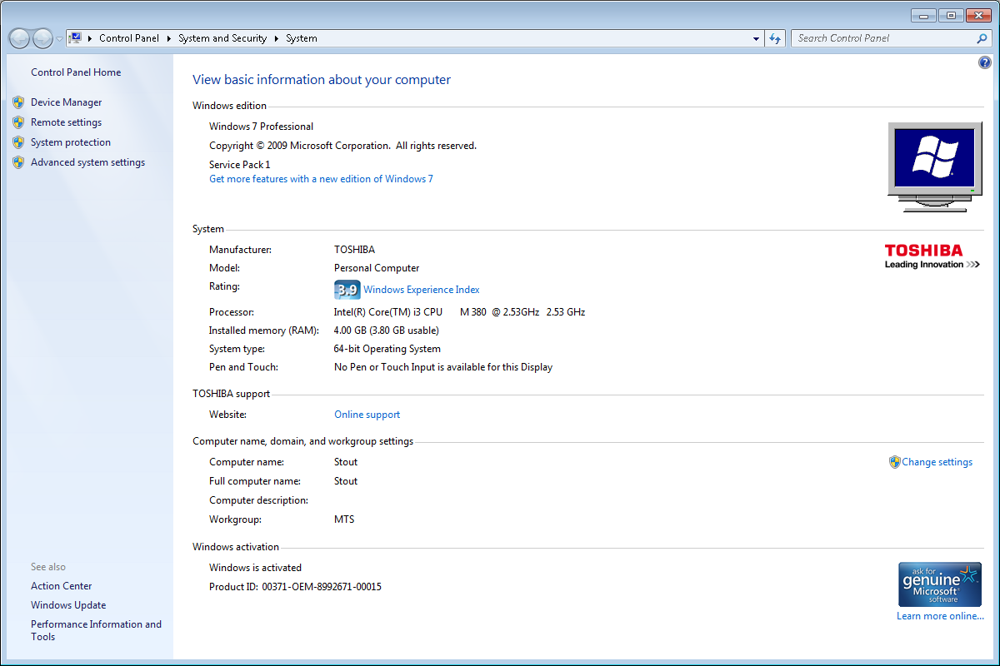 Control Panel System and Security System
Search Control Panel
Control Panel Home
Device Manager
Remote settings
System protection
Advanced system settings
See also
Action Center
Windows Update
Performance Information and
Tools
View basic information about your computer
Windows edition
Windows 7 Professional
Copyright © 2009 Microsoft Corporation.  All rights reserved.
Service Pack 1
Get more features with a new edition of Windows 7
System
Manufacturer: TOSHIBA
Model: Personal Computer
Rating: 3,9 Windows Experience Index
Processor: Intel(R) Core(TM) i3 CPU M 380 @ 2.53GHz 2.53 GHz
Installed memory (RAM): 4.00 GB (3.80 GB usable)
System type: 64-bit Operating System
Pen and Touch: No Pen or Touch Input is available for this Display
TOSHIBA
Leading Innovation >>>
TOSHIBA support
Website: Online support
Computer name, domain, and workgroup settings
Computer name: Stout
Change settings
Full computer name: Stout
Computer description:
Workgroup: MTS
Windows activation
Windows is activated
Product ID: 00371-OEM-8992671-00015
ask for
genuine
Microsoft®
software
Learn more online...